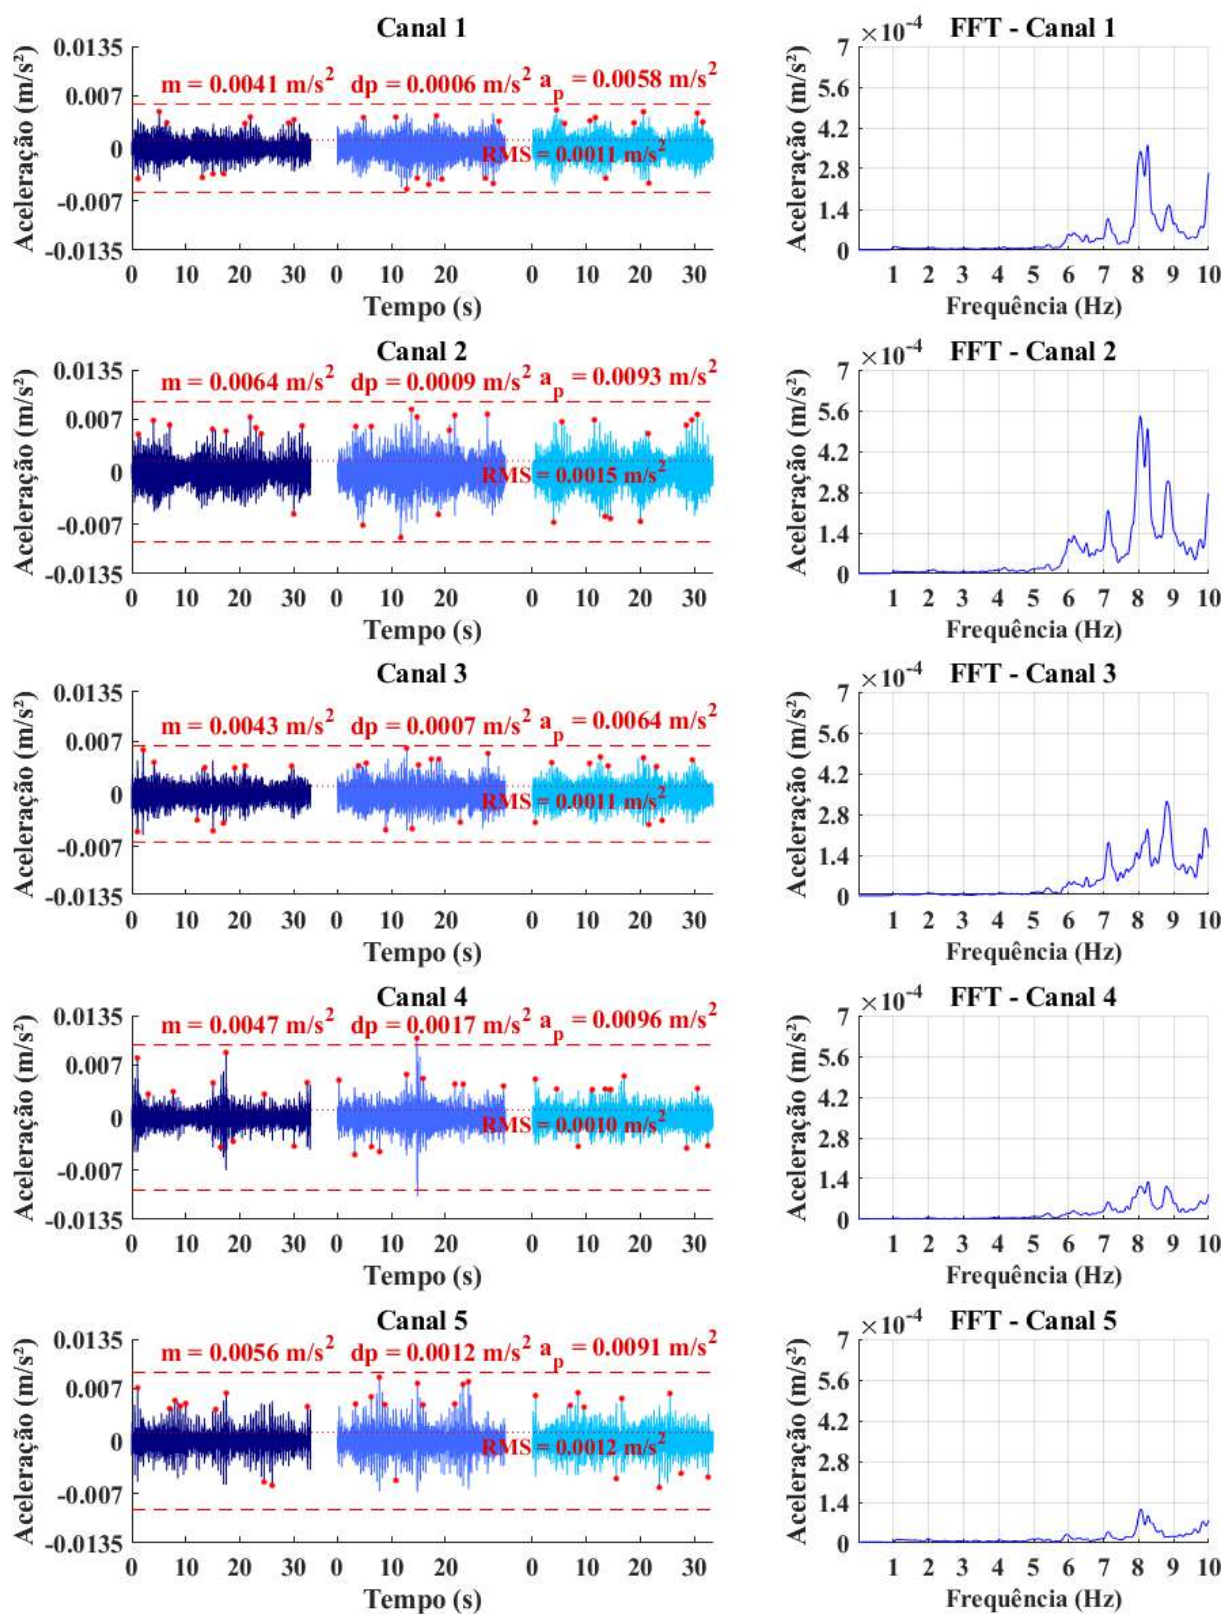 Canal 1
Aceleração (m/s²)
0.0135
0.007
0
-0.007
-0.0135
m = 0.0041 m/s² dp = 0.0006 m/s² a_p = 0.0058 m/s²
RMS = 0.0011 m/s²
0 10 20 30 0 10 20 30 0 10 20 30
Tempo (s)
×10⁻⁴ FFT - Canal 1
Aceleração (m/s²)
7
5.6
4.2
2.8
1.4
0
1 2 3 4 5 6 7 8 9 10
Frequência (Hz)
Canal 2
Aceleração (m/s²)
0.0135
0.007
0
-0.007
-0.0135
m = 0.0064 m/s² dp = 0.0009 m/s² a_p = 0.0093 m/s²
RMS = 0.0015 m/s²
0 10 20 30 0 10 20 30 0 10 20 30
Tempo (s)
×10⁻⁴ FFT - Canal 2
Aceleração (m/s²)
7
5.6
4.2
2.8
1.4
0
1 2 3 4 5 6 7 8 9 10
Frequência (Hz)
Canal 3
Aceleração (m/s²)
0.0135
0.007
0
-0.007
-0.0135
m = 0.0043 m/s² dp = 0.0007 m/s² a_p = 0.0064 m/s²
RMS = 0.0011 m/s²
0 10 20 30 0 10 20 30 0 10 20 30
Tempo (s)
×10⁻⁴ FFT - Canal 3
Aceleração (m/s²)
7
5.6
4.2
2.8
1.4
0
1 2 3 4 5 6 7 8 9 10
Frequência (Hz)
Canal 4
Aceleração (m/s²)
0.0135
0.007
0
-0.007
-0.0135
m = 0.0047 m/s² dp = 0.0017 m/s² a_p = 0.0096 m/s²
RMS = 0.0010 m/s²
0 10 20 30 0 10 20 30 0 10 20 30
Tempo (s)
×10⁻⁴ FFT - Canal 4
Aceleração (m/s²)
7
5.6
4.2
2.8
1.4
0
1 2 3 4 5 6 7 8 9 10
Frequência (Hz)
Canal 5
Aceleração (m/s²)
0.0135
0.007
0
-0.007
-0.0135
m = 0.0056 m/s² dp = 0.0012 m/s² a_p = 0.0091 m/s²
RMS = 0.0012 m/s²
0 10 20 30 0 10 20 30 0 10 20 30
Tempo (s)
×10⁻⁴ FFT - Canal 5
Aceleração (m/s²)
7
5.6
4.2
2.8
1.4
0
1 2 3 4 5 6 7 8 9 10
Frequência (Hz)